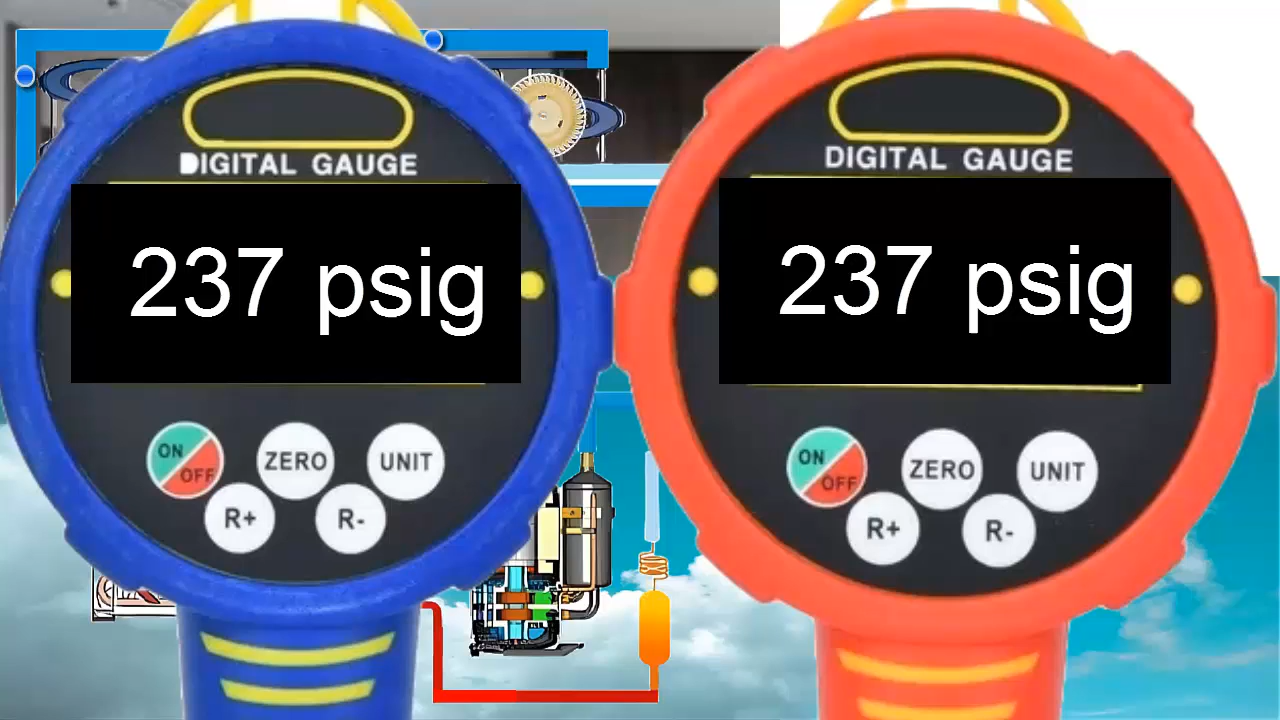 DIGITAL GAUGE
237 psig
ON
OFF
ZERO
UNIT
R+
R-
DIGITAL GAUGE
237 psig
ON
OFF
ZERO
UNIT
R+
R-